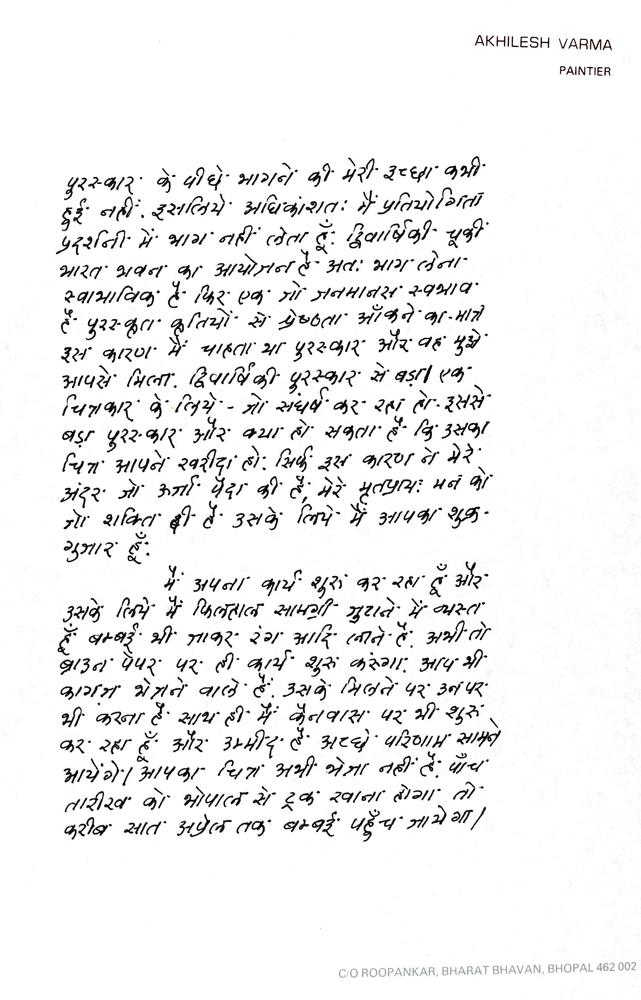 AKHILESH VARMA
PAINTIER
पुरस्कार के पीछे भागने की मेरी इच्छा कभी
हुई नहीं. इसलिये अधिकांशतः मैं प्रतियोगिता
प्रदर्शनी में भाग नहीं लेता हूँ. द्विवार्षिकी चूकी
भारत भवन का आयोजन है अतः भाग लेना
स्वाभाविक है फिर एक जो जनमानस स्वभाव
है पुरस्कृत कृतियों से श्रेष्ठता आँकने का-मात्र
इस कारण मैं चाहता था पुरस्कार और वह मुझे
आपसे मिला. द्विवार्षिकी पुरस्कार से बड़ा/ एक
चित्रकार के लिये - जो संघर्ष कर रहा हो- इससे
बड़ा पुरस्कार और क्या हो सकता है कि उसका
चित्र आपने खरीदा हो. सिर्फ इस कारण ने मेरे
अंदर जो ऊर्जा पैदा की है, मेरे मृतप्रायः मन को
जो शक्ति दी है उसके लिये मैं आपका शुक्र-
गुजार हूँ.
मैं अपना कार्य शुरू कर रहा हूँ और
उसके लिये मैं फिलहाल सामग्री जुटाने में व्यस्त
हूँ बम्बई भी जाकर रंग आदि लाने है. अभी तो
ब्राउन पेपर पर ही कार्य शुरू करुंगा. आप भी
कागज भेजने वाले हैं. उसके मिलने पर उनपर
भी करना है साथ ही मैं कैनवास पर भी शुरू
कर रहा हूँ और उम्मीद है अच्छे परिणाम सामने
आयेंगे/ आपका चित्र अभी भेजा नहीं है. पाँच
तारीख को भोपाल से ट्रक रवाना होगा तो
करीब सात अप्रेल तक बम्बई पहुँच जायेगा/
C/O ROOPANKAR, BHARAT BHAVAN, BHOPAL 462 002